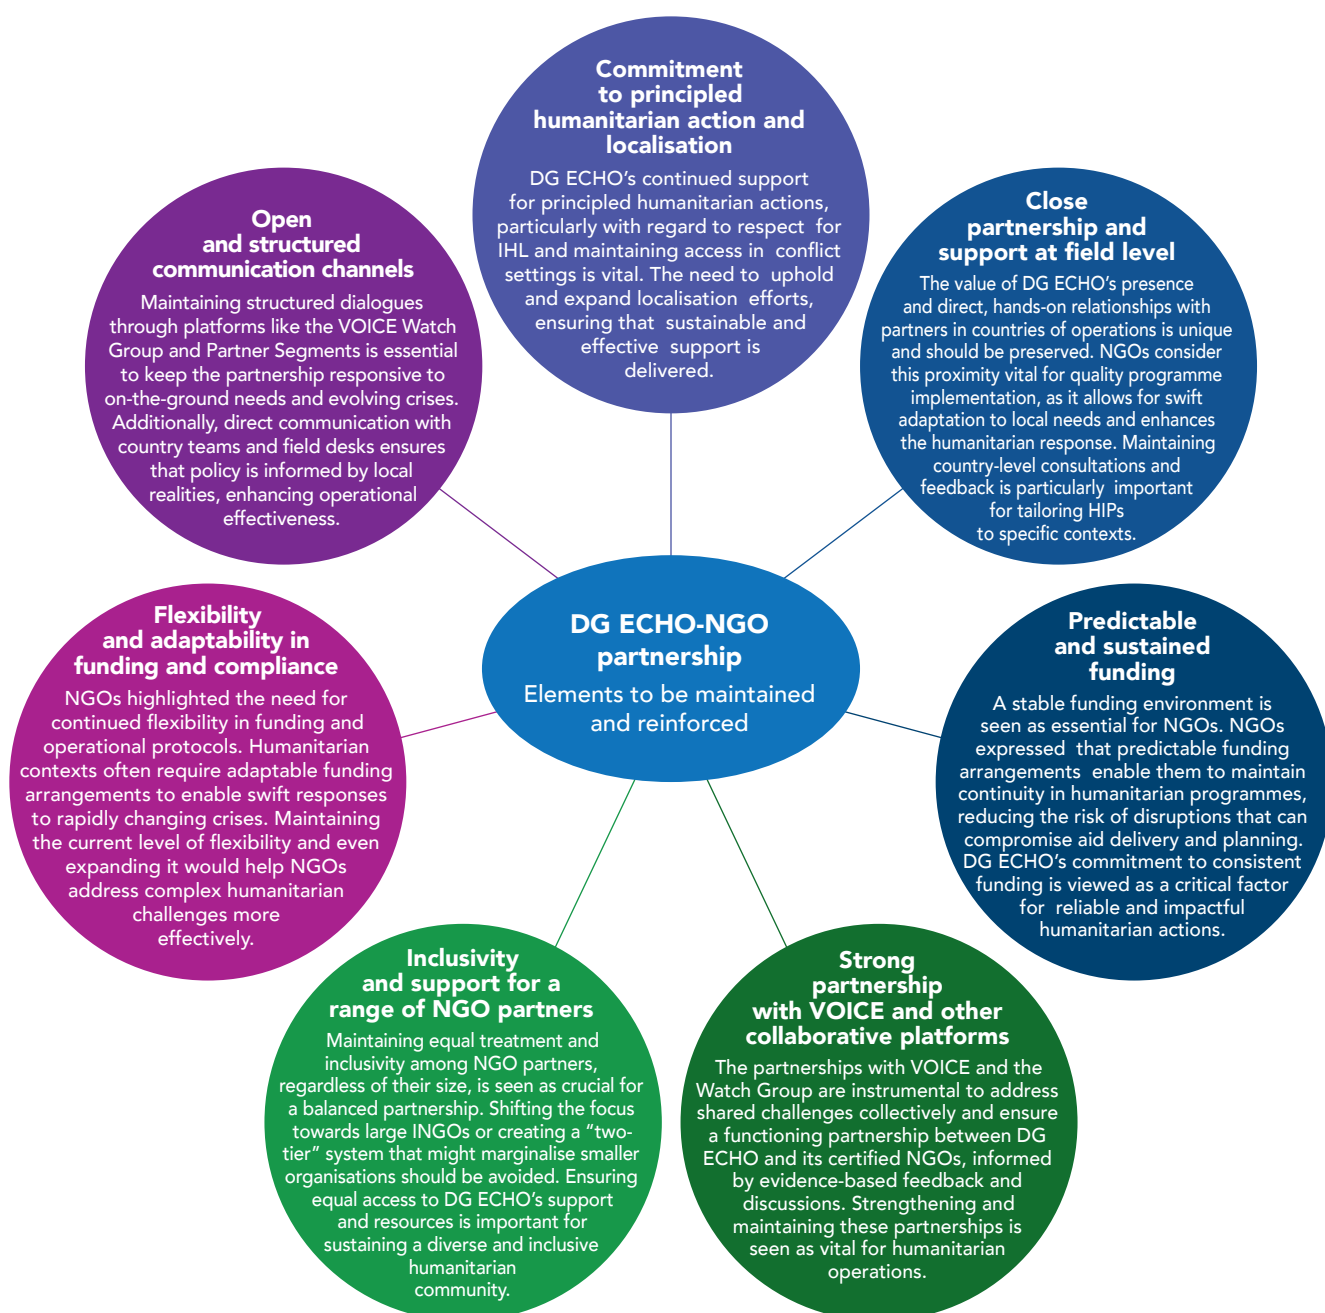 Commitment
to principled
humanitarian action and
localisation
DG ECHO's continued support
for principled humanitarian actions,
particularly with regard to respect for
IHL and maintaining access in conflict
settings is vital. The need to uphold
and expand localisation efforts,
ensuring that sustainable and
effective support is
delivered.
Open
and structured
communication channels
Maintaining structured dialogues
through platforms like the VOICE Watch
Group and Partner Segments is essential
to keep the partnership responsive to
on-the-ground needs and evolving crises.
Additionally, direct communication with
country teams and field desks ensures
that policy is informed by local
realities, enhancing operational
effectiveness.
Close
partnership and
support at field level
The value of DG ECHO's presence
and direct, hands-on relationships with
partners in countries of operations is unique
and should be preserved. NGOs consider
this proximity vital for quality programme
implementation, as it allows for swift
adaptation to local needs and enhances
the humanitarian response. Maintaining
country-level consultations and
feedback is particularly important
for tailoring HIPs
to specific contexts.
DG ECHO-NGO
partnership
Elements to be maintained
and reinforced
Flexibility
and adaptability in
funding and compliance
NGOs highlighted the need for
continued flexibility in funding and
operational protocols. Humanitarian
contexts often require adaptable funding
arrangements to enable swift responses
to rapidly changing crises. Maintaining
the current level of flexibility and even
expanding it would help NGOs
address complex humanitarian
challenges more
effectively.
Predictable
and sustained
funding
A stable funding environment is
seen as essential for NGOs. NGOs
expressed that predictable funding
arrangements enable them to maintain
continuity in humanitarian programmes,
reducing the risk of disruptions that can
compromise aid delivery and planning.
DG ECHO's commitment to consistent
funding is viewed as a critical factor
for reliable and impactful
humanitarian actions.
Inclusivity
and support for a
range of NGO partners
Maintaining equal treatment and
inclusivity among NGO partners,
regardless of their size, is seen as crucial for
a balanced partnership. Shifting the focus
towards large INGOs or creating a "two-
tier" system that might marginalise smaller
organisations should be avoided. Ensuring
equal access to DG ECHO's support
and resources is important for
sustaining a diverse and inclusive
humanitarian
community.
Strong
partnership
with VOICE and other
collaborative platforms
The partnerships with VOICE and the
Watch Group are instrumental to address
shared challenges collectively and ensure
a functioning partnership between DG
ECHO and its certified NGOs, informed
by evidence-based feedback and
discussions. Strengthening and
maintaining these partnerships is
seen as vital for humanitarian
operations.